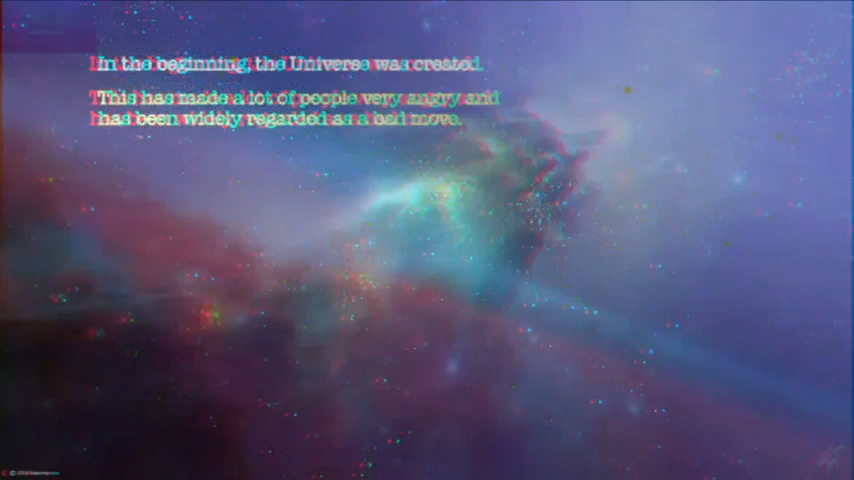 In the beginning the Universe was created.
This has made a lot of people very angry and
has been widely regarded as a bad move.